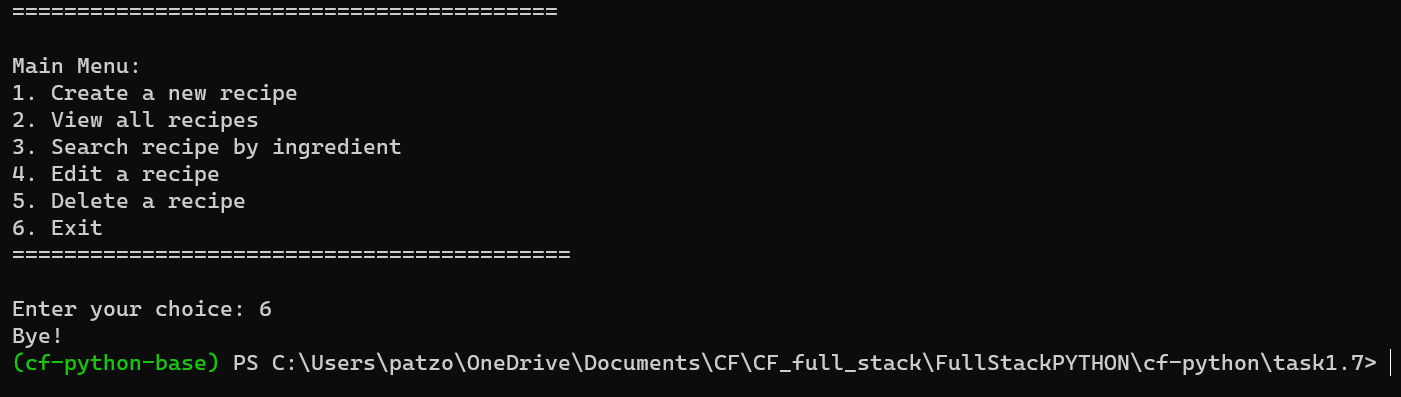 ==========================================
Main Menu:
1. Create a new recipe
2. View all recipes
3. Search recipe by ingredient
4. Edit a recipe
5. Delete a recipe
6. Exit
===========================================
Enter your choice: 6
Bye!
(cf-python-base) PS C:\Users\patzo\OneDrive\Documents\CF\CF_full_stack\FullStackPYTHON\cf-python\task1.7>